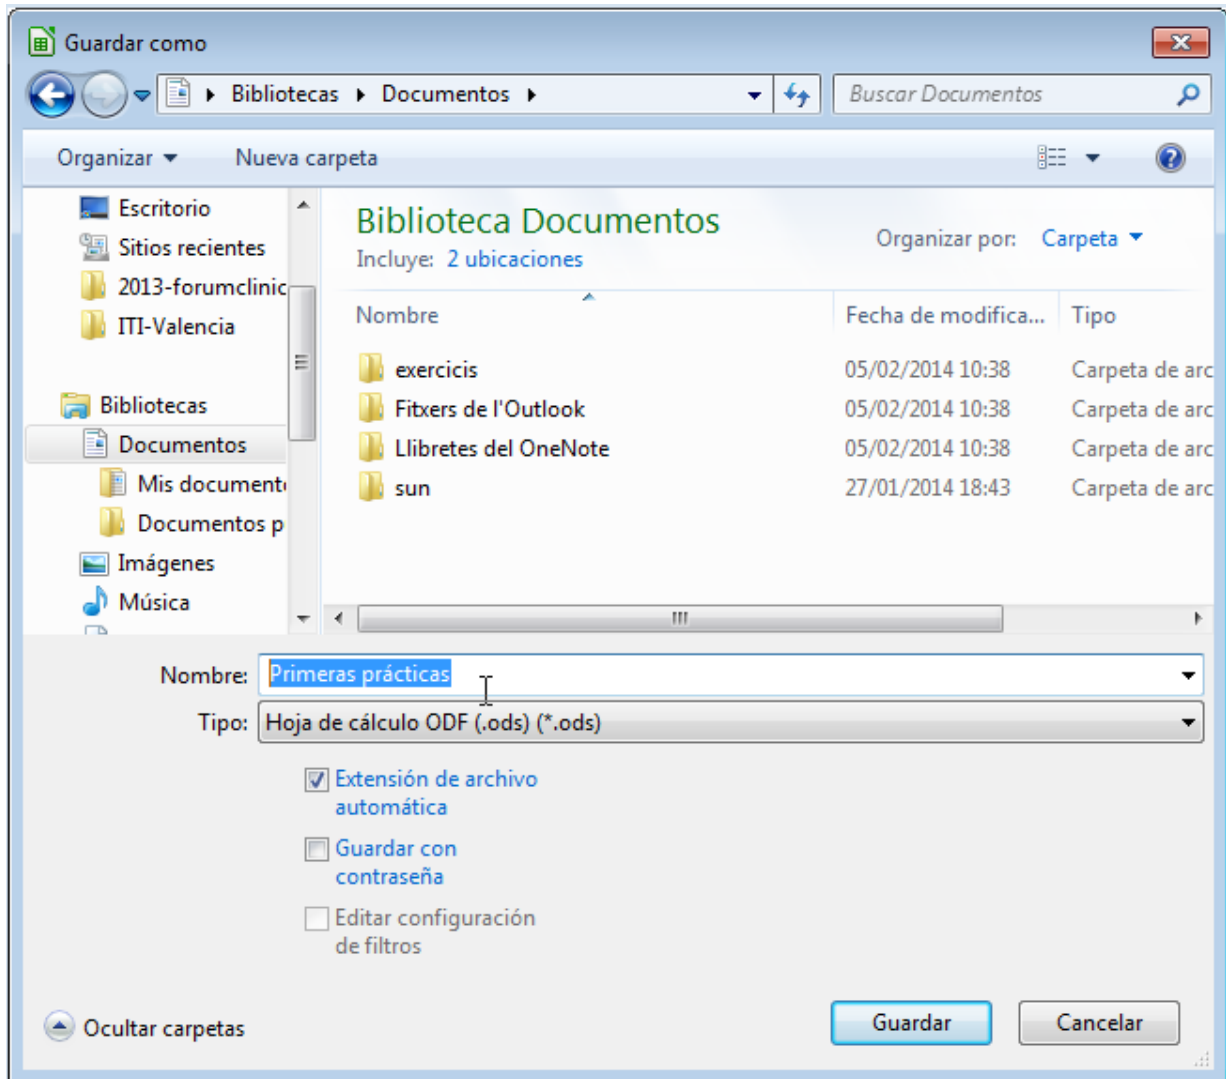 Guardar como
Bibliotecas Documentos
Buscar Documentos
Organizar Nueva carpeta
Escritorio
Sitios recientes
2013-forumclinic
ITI-Valencia
Bibliotecas
Documentos
Mis documento
Documentos p
Imágenes
Música
Biblioteca Documentos
Incluye: 2 ubicaciones
Organizar por: Carpeta
Nombre Fecha de modifica... Tipo
exercicis 05/02/2014 10:38 Carpeta de arc
Fitxers de l'Outlook 05/02/2014 10:38 Carpeta de arc
Llibretes del OneNote 05/02/2014 10:38 Carpeta de arc
sun 27/01/2014 18:43 Carpeta de arc
Nombre: Primeras prácticas
Tipo: Hoja de cálculo ODF (.ods) (*.ods)
Extensión de archivo
automática
Guardar con
contraseña
Editar configuración
de filtros
Ocultar carpetas
Guardar Cancelar